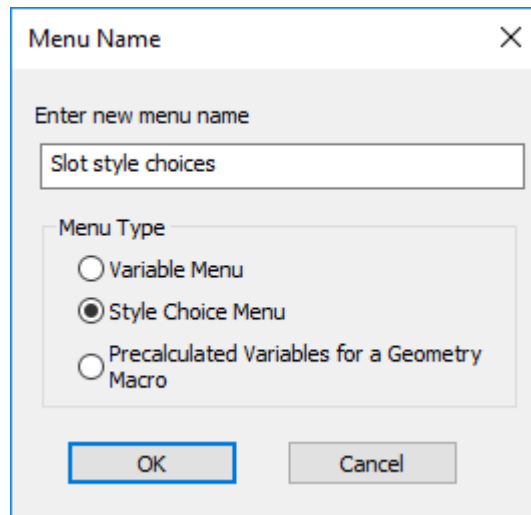 Menu Name
Enter new menu name
Slot style choices
Menu Type
Variable Menu
Style Choice Menu
Precalculated Variables for a Geometry
Macro
OK
Cancel